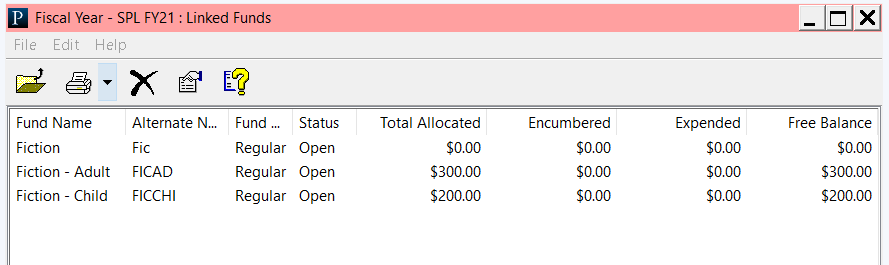 Fiscal Year - SPL FY21 : Linked Funds
File Edit Help
Fund Name Alternate N... Fund ... Status Total Allocated Encumbered Expended Free Balance
Fiction Fic Regular Open $0.00 $0.00 $0.00 $0.00
Fiction - Adult FICAD Regular Open $300.00 $0.00 $0.00 $300.00
Fiction - Child FICCHI Regular Open $200.00 $0.00 $0.00 $200.00